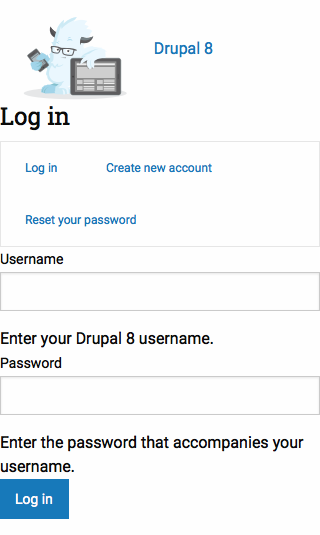 Drupal 8
Log in
Log in Create new account
Reset your password
Username
Enter your Drupal 8 username.
Password
Enter the password that accompanies your
username.
Log in